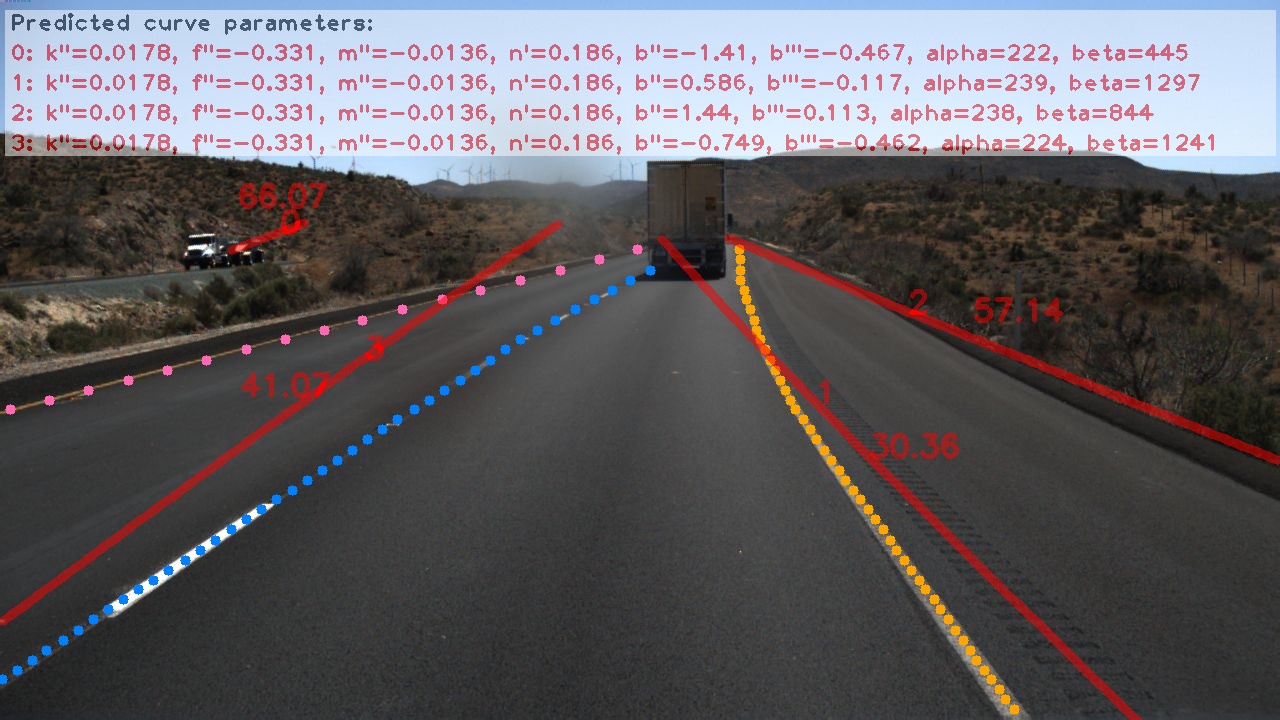 Predicted curve parameters:
0: k''=0.0178, f''=-0.331, m''=-0.0136, n'=0.186, b''=-1.41, b'''=-0.467, alpha=222, beta=445
1: k''=0.0178, f''=-0.331, m''=-0.0136, n'=0.186, b''=0.586, b'''=-0.117, alpha=239, beta=1297
2: k''=0.0178, f''=-0.331, m''=-0.0136, n'=0.186, b''=1.44, b'''=0.113, alpha=238, beta=844
3: k''=0.0178, f''=-0.331, m''=-0.0136, n'=0.186, b''=-0.749, b'''=-0.462, alpha=224, beta=1241
66.07
0
2
57.14
3
41.07
1
30.36